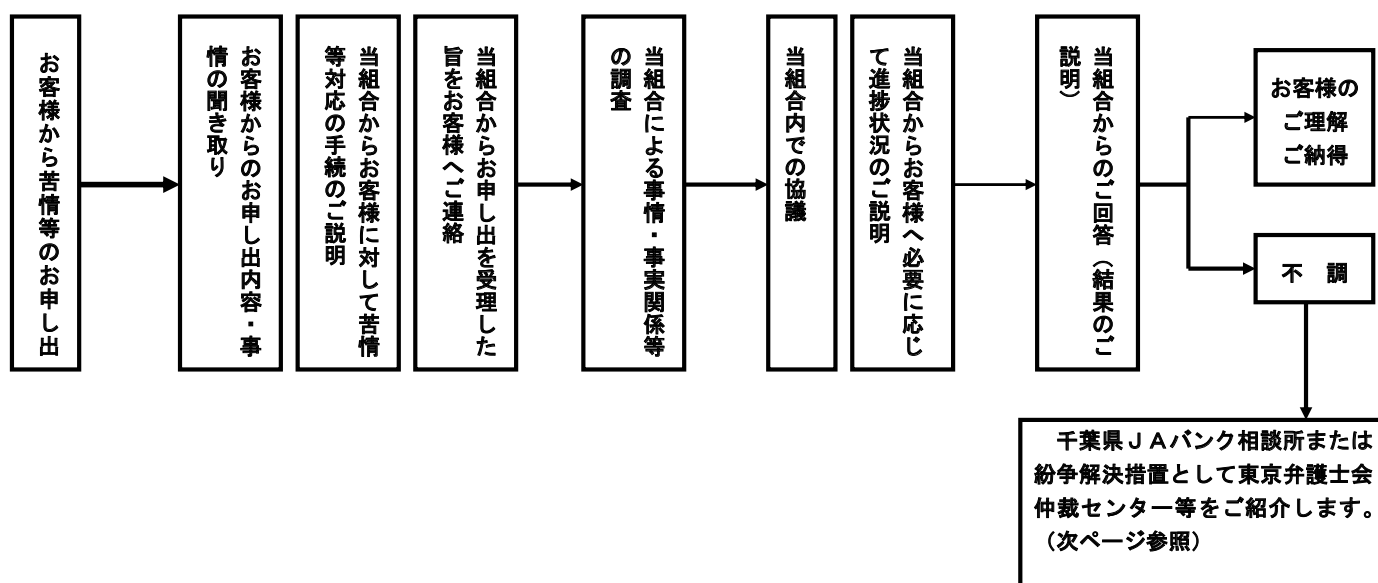 お客様から苦情等のお申し出
お客様からのお申し出内容・事
情の聞き取り
当組合からお客様に対して苦情
等対応の手続のご説明
当組合からお申し出を受理した
旨をお客様へご連絡
当組合による事情・事実関係等
の調査
当組合内での協議
当組合からお客様へ必要に応じ
て進捗状況のご説明
当組合からのご回答（結果のご
説明）
お客様の
ご理解
ご納得
不　調
千葉県ＪＡバンク相談所または
紛争解決措置として東京弁護士会
仲裁センター等をご紹介します。
（次ページ参照）